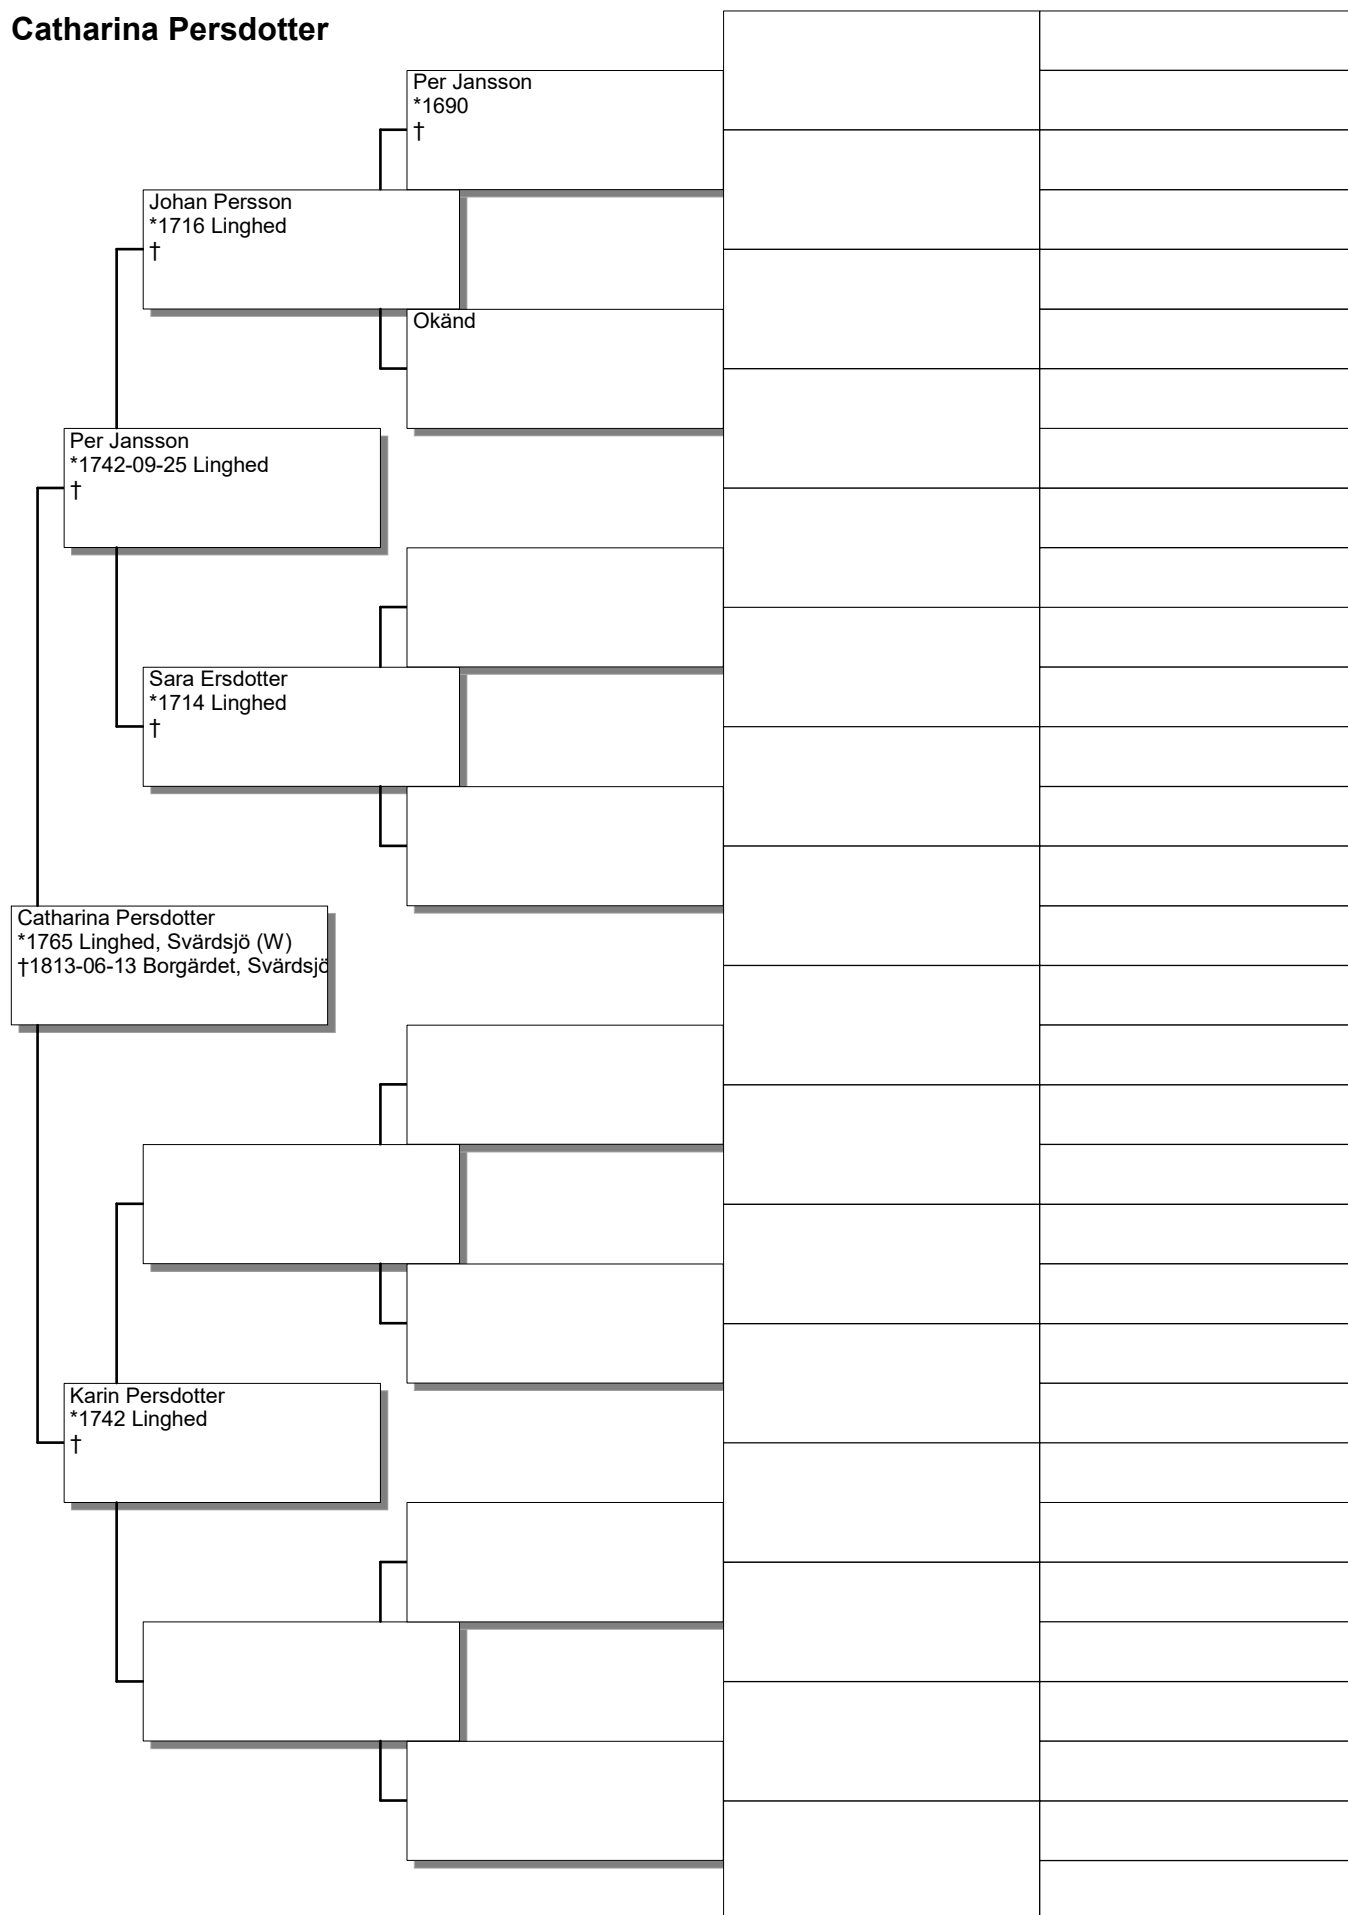 Catharina Persdotter
Per Jansson
*1690
†
Johan Persson
*1716 Linghed
†
Okänd
Per Jansson
*1742-09-25 Linghed
†
Sara Ersdotter
*1714 Linghed
†
Catharina Persdotter
*1765 Linghed, Svärdsjö (W)
†1813-06-13 Borgärdet, Svärdsjö
Karin Persdotter
*1742 Linghed
†